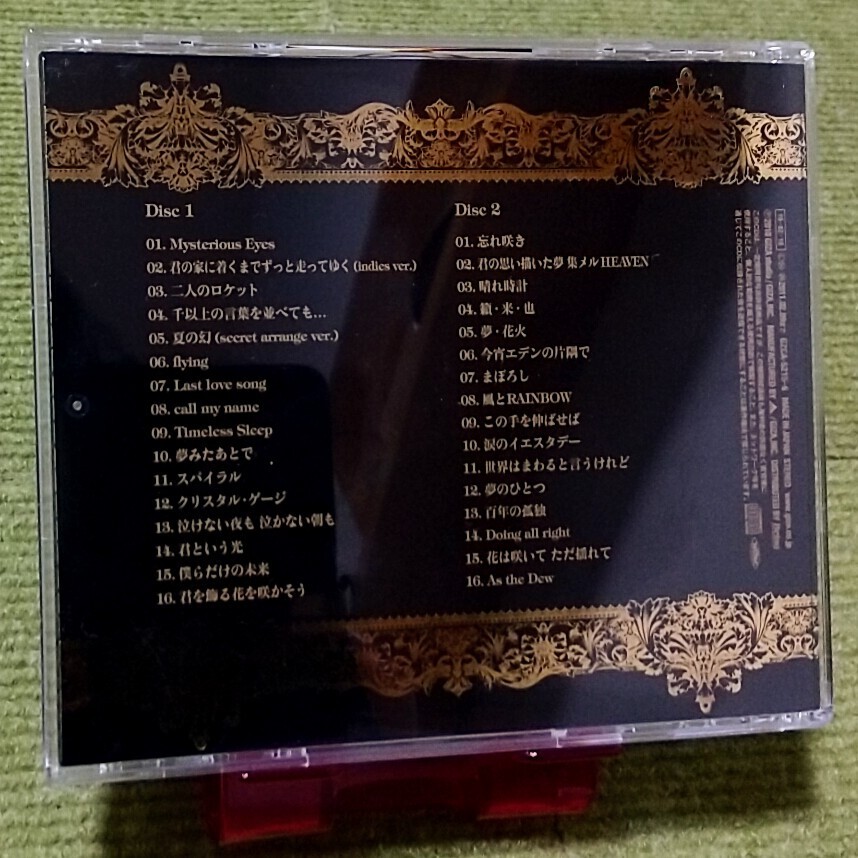 Disc 1
01. Mysterious Eyes
02. 君の家に着くまでずっと走ってゆく (indies ver.)
03. 二人のロケット
04. 千以上の言葉を並べても…
05. 夏の幻 (secret arrange ver.)
06. flying
07. Last love song
08. call my name
09. Timeless Sleep
10. 夢みたあとで
11. スパイラル
12. クリスタル・ゲージ
13. 泣けない夜も 泣かない朝も
14. 君という光
15. 僕らだけの未来
16. 君を飾る花を咲かそう
Disc 2
01. 忘れ咲き
02. 君の思い描いた夢 集メル HEAVEN
03. 晴れ時計
04. 籟・来・也
05. 夢・花火
06. 今宵エデンの片隅で
07. まぼろし
08. 風とRAINBOW
09. この手を伸ばせば
10. 涙のイエスタデー
11. 世界はまわると言うけれど
12. 夢のひとつ
13. 百年の孤独
14. Doing all right
15. 花は咲いて ただ揺れて
16. As the Dew
MADE IN JAPAN STEREO